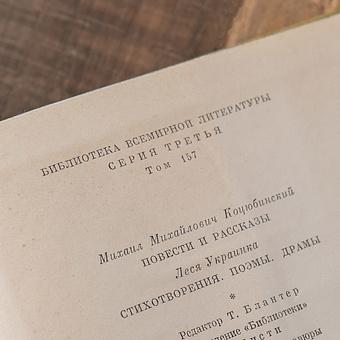 БИБЛИОТЕКА ВСЕМИРНОЙ ЛИТЕРАТУРЫ
СЕРИЯ ТРЕТЬЯ
Том 157
Михаил Михайлович Коцюбинский
ПОВЕСТИ И РАССКАЗЫ
Леся Украинка
СТИХОТВОРЕНИЯ. ПОЭМЫ. ДРАМЫ
*
Редактор Т. Блантер
«Библиотеки»